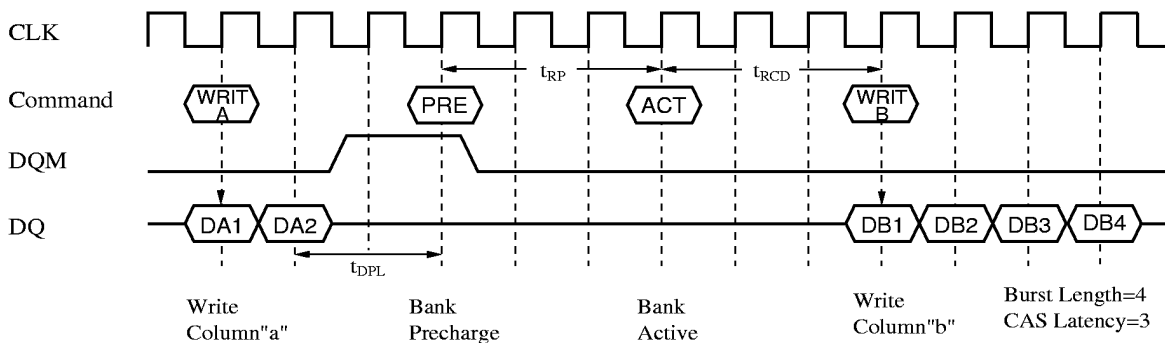 CLK
tRP
tRCD
Command
WRIT
A
PRE
ACT
WRIT
B
DQM
DQ
DA1
DA2
DB1
DB2
DB3
DB4
tDPL
Write
Column"a"
Bank
Precharge
Bank
Active
Write
Column"b"
Burst Length=4
CAS Latency=3